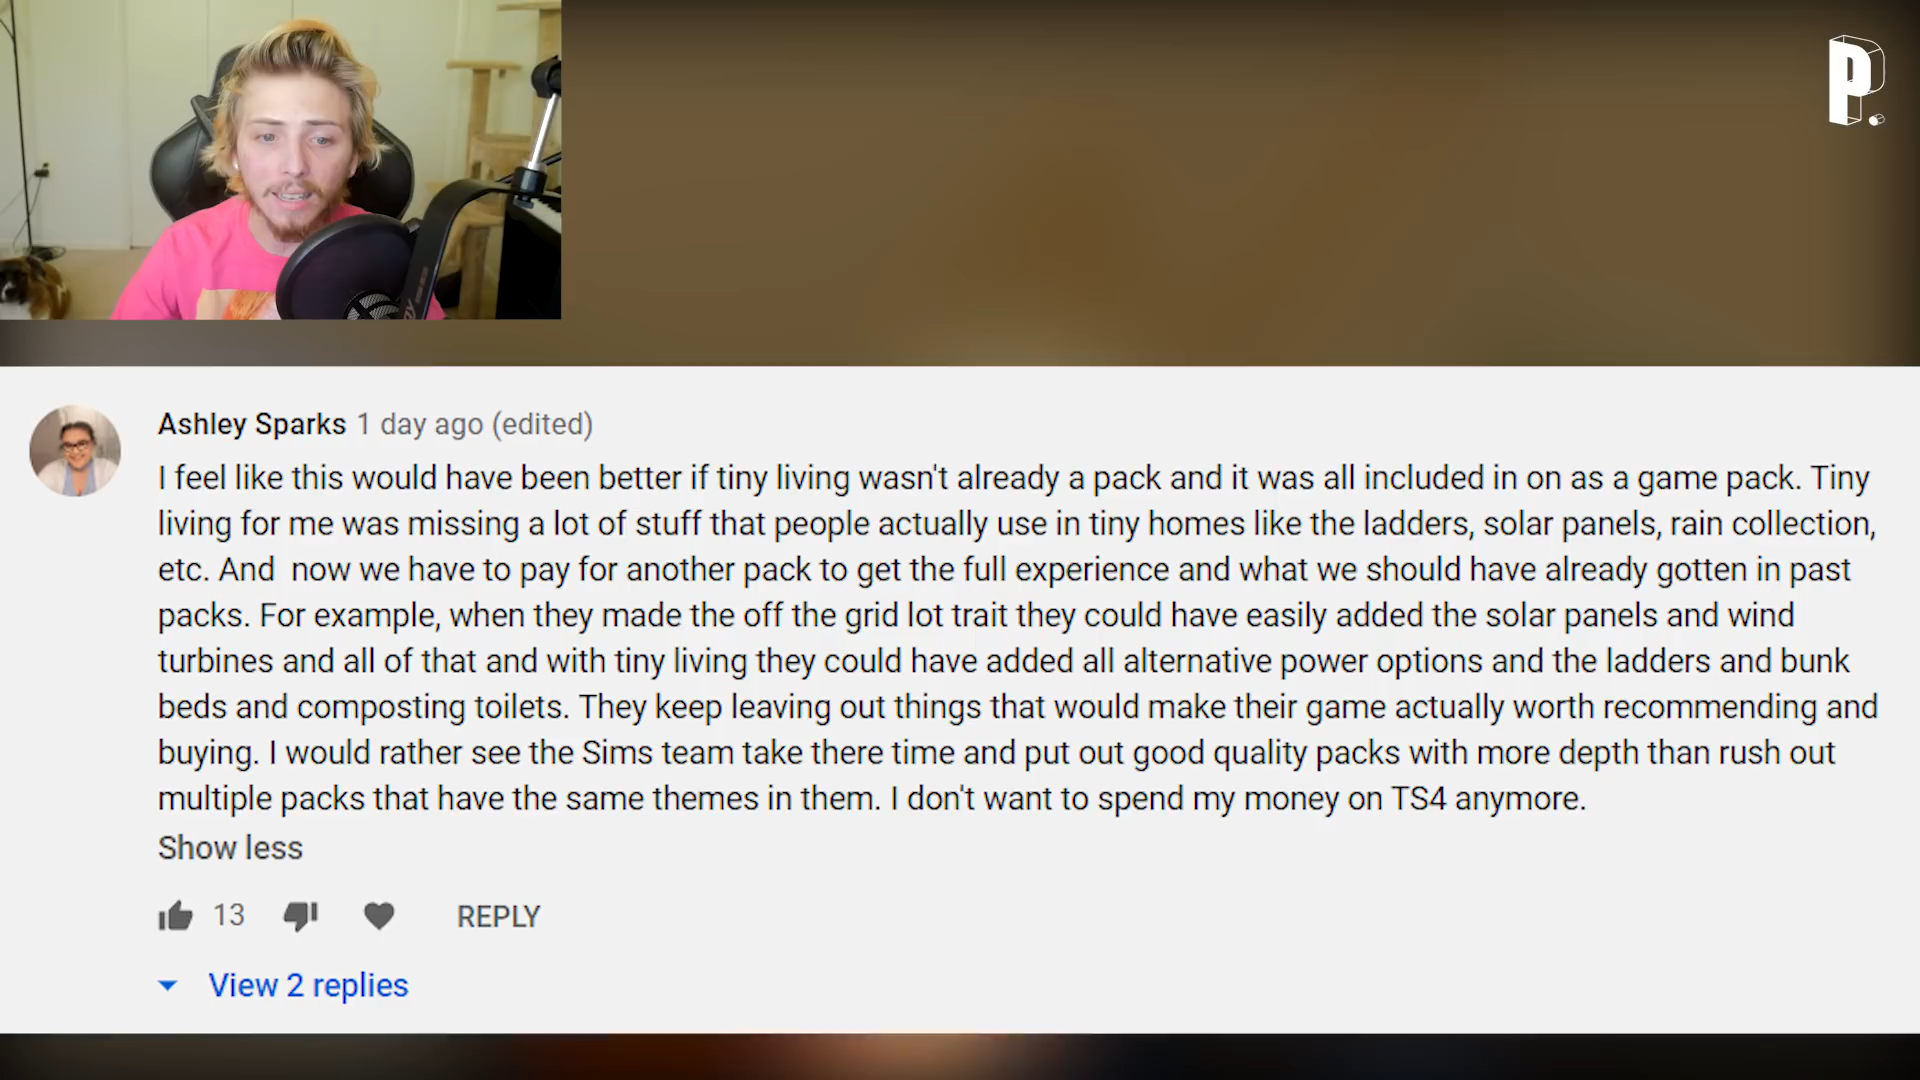 P.
Ashley Sparks 1 day ago (edited)
I feel like this would have been better if tiny living wasn't already a pack and it was all included in on as a game pack. Tiny
living for me was missing a lot of stuff that people actually use in tiny homes like the ladders, solar panels, rain collection,
etc. And  now we have to pay for another pack to get the full experience and what we should have already gotten in past
packs. For example, when they made the off the grid lot trait they could have easily added the solar panels and wind
turbines and all of that and with tiny living they could have added all alternative power options and the ladders and bunk
beds and composting toilets. They keep leaving out things that would make their game actually worth recommending and
buying. I would rather see the Sims team take there time and put out good quality packs with more depth than rush out
multiple packs that have the same themes in them. I don't want to spend my money on TS4 anymore.
Show less
13 REPLY
View 2 replies